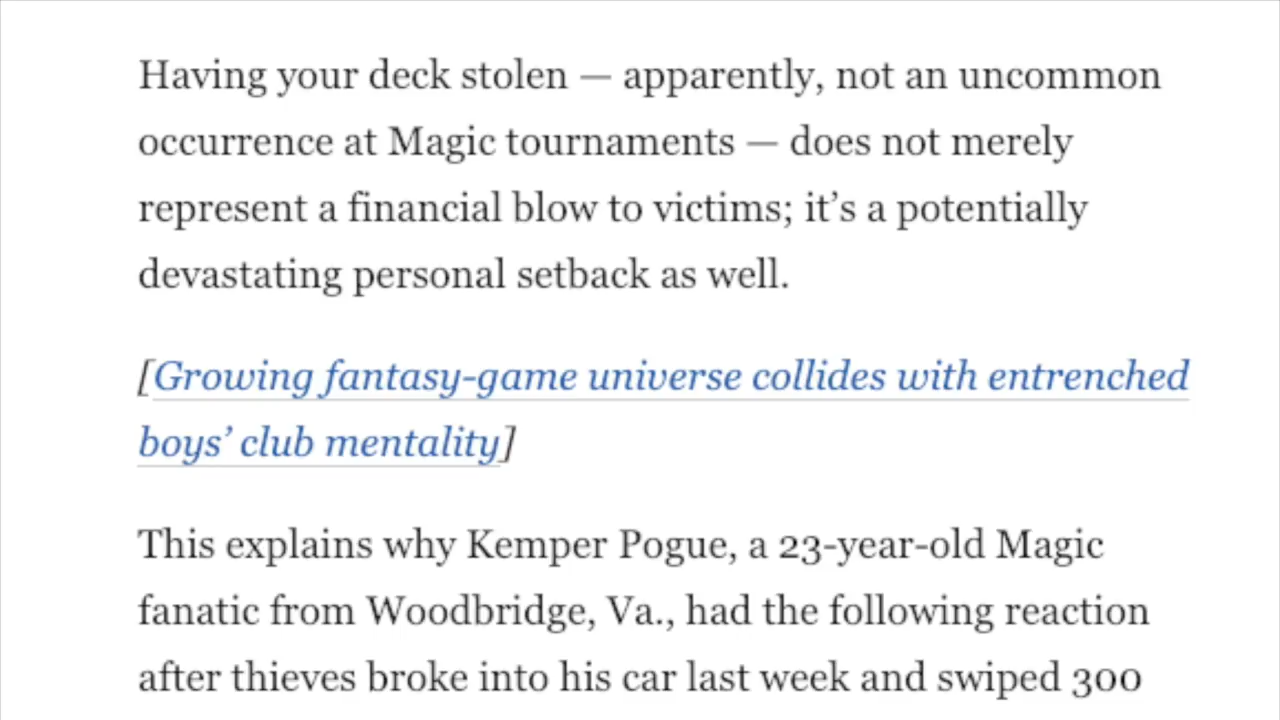 Having your deck stolen — apparently, not an uncommon
occurrence at Magic tournaments — does not merely
represent a financial blow to victims; it’s a potentially
devastating personal setback as well.
[Growing fantasy-game universe collides with entrenched
boys’ club mentality]
This explains why Kemper Pogue, a 23-year-old Magic
fanatic from Woodbridge, Va., had the following reaction
after thieves broke into his car last week and swiped 300